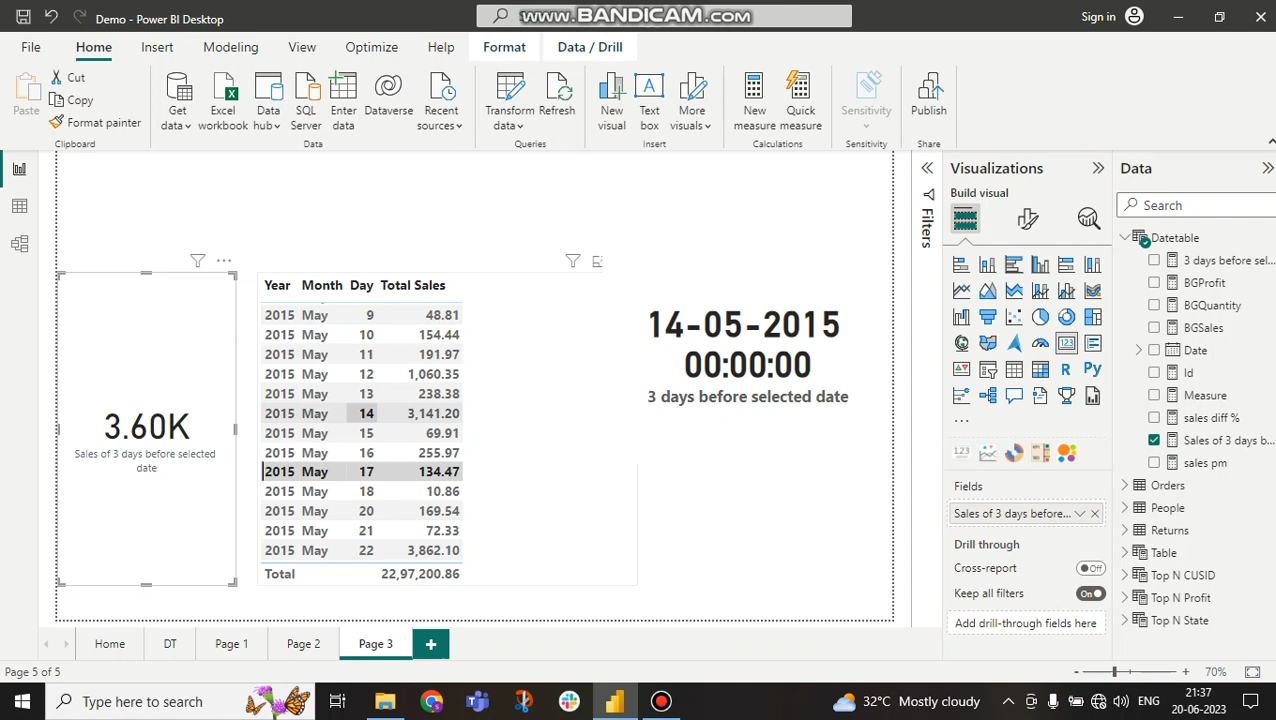 Demo - Power BI Desktop
www.BANDICAM.com
Sign in
File
Home
Insert
Modeling
View
Optimize
Help
Format
Data / Drill
Paste
Cut
Copy
Format painter
Get data
Excel workbook
Data hub
SQL Server
Enter data
Dataverse
Recent sources
Transform data
Refresh
New visual
Text box
More visuals
New measure
Quick measure
Sensitivity
Publish
Clipboard
Data
Queries
Insert
Calculations
Sensitivity
Share
3.60K
Sales of 3 days before selected
date
Year Month Day Total Sales
2015 May 9 48.81
2015 May 10 154.44
2015 May 11 191.97
2015 May 12 1,060.35
2015 May 13 238.38
2015 May 14 3,141.20
2015 May 15 69.91
2015 May 16 255.97
2015 May 17 134.47
2015 May 18 10.86
2015 May 20 169.54
2015 May 21 72.33
2015 May 22 3,862.10
Total 22,97,200.86
14-05-2015
00:00:00
3 days before selected date
Filters
Visualizations
Build visual
123
R
Py
123
Fields
Sales of 3 days before...
Drill through
Cross-report
Off
Keep all filters
On
Add drill-through fields here
Data
Search
Datetable
3 days before sel...
BGProfit
BGQuantity
BGSales
Date
Id
Measure
sales diff %
Sales of 3 days b...
sales pm
Orders
People
Returns
Table
Top N CUSID
Top N Profit
Top N State
Home
DT
Page 1
Page 2
Page 3
Page 5 of 5
70%
Type here to search
32°C Mostly cloudy
ENG
21:37
20-06-2023